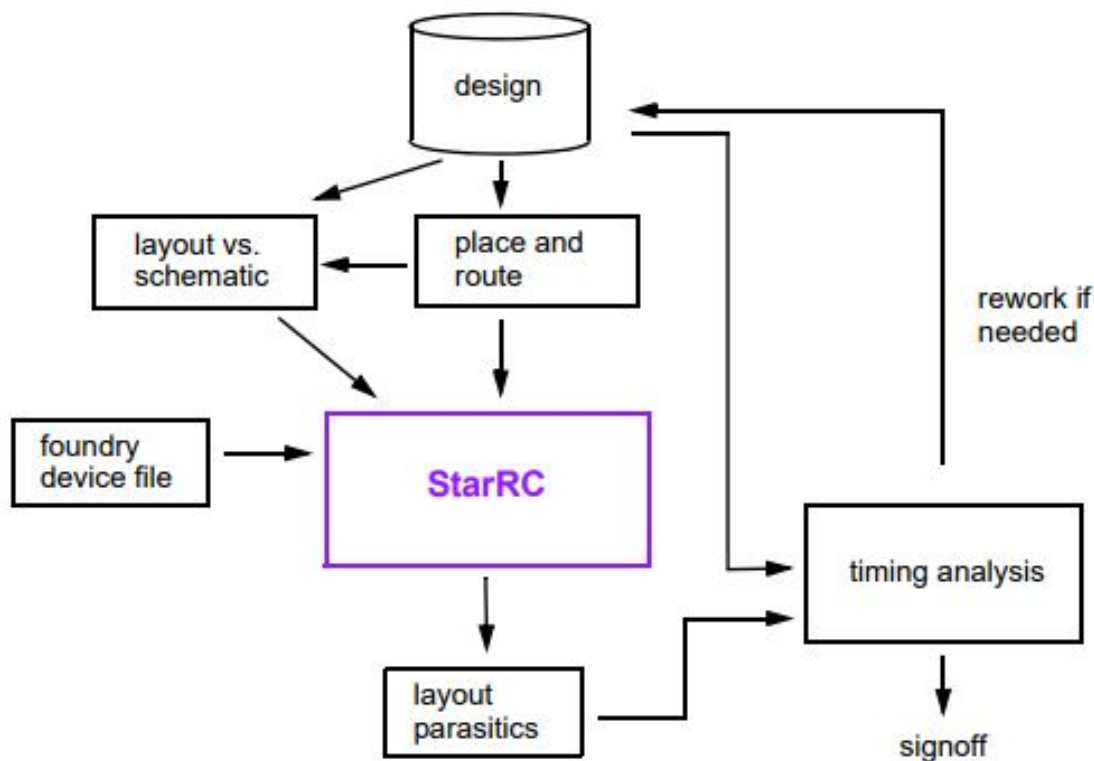 design
layout vs.
schematic
place and
route
rework if
needed
foundry
device file
StarRC
timing analysis
layout
parasitics
signoff